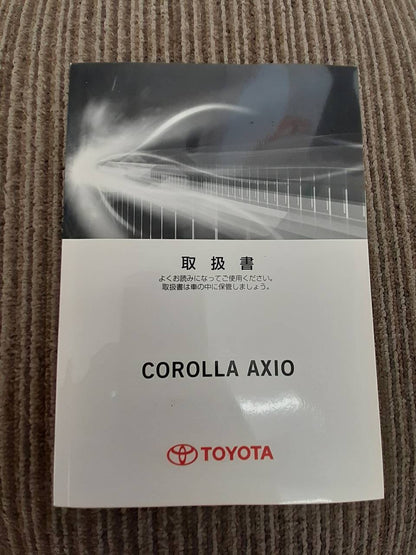 取扱書
よくお読みになってご使用ください。
取扱書は車の中に保管しましょう。
COROLLA AXIO
TOYOTA